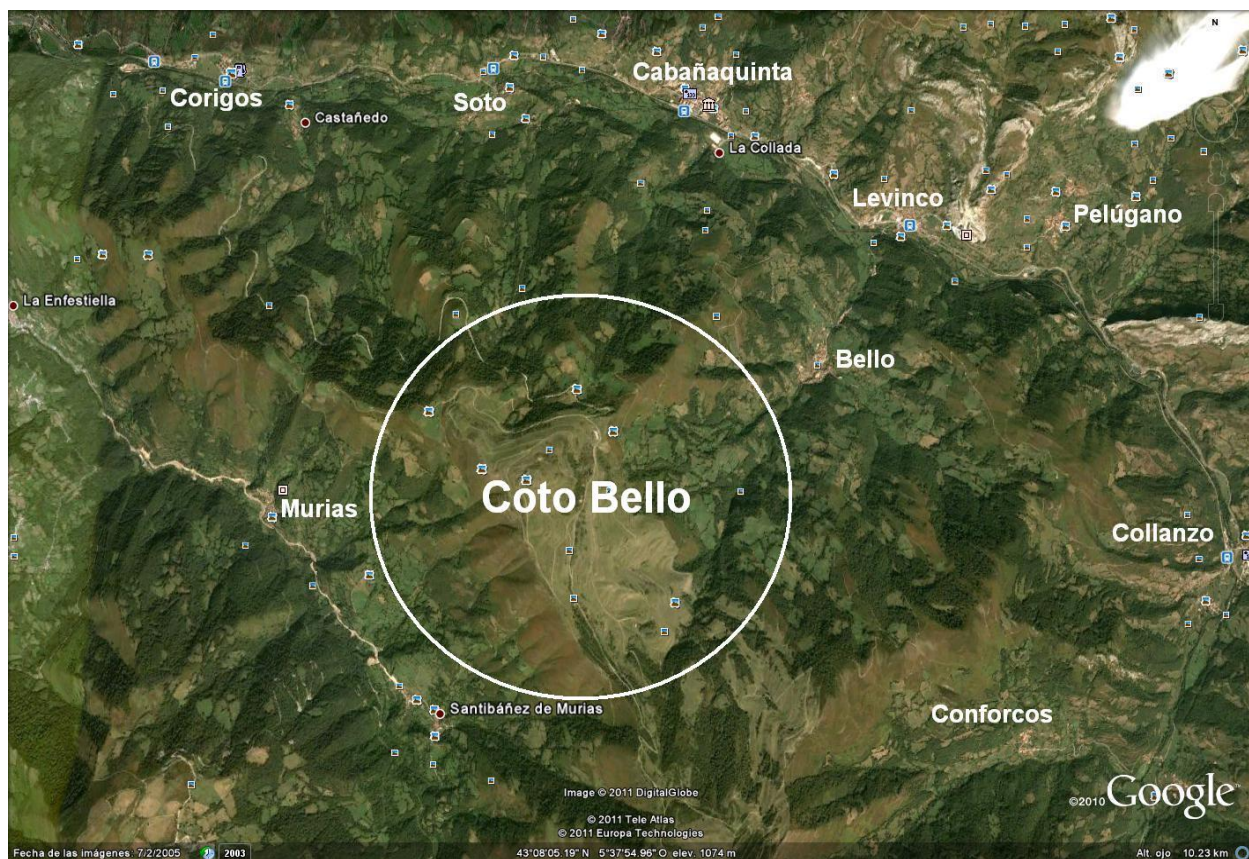 N
Cabañaquinta
Corigos
Soto
Castañedo
La Collada
Levinco
Pelúgano
La Enfestiella
Bello
Coto Bello
Murias
Collanzo
Santibáñez de Murias
Conforcos
Image © 2011 DigitalGlobe
©2010 Google
© 2011 Tele Atlas
© 2011 Europa Technologies
Fecha de las imágenes: 7/2/2005 2003 43°08'05.19" N 5°37'54.96" O elev. 1074 m Alt. ojo 10.23 km